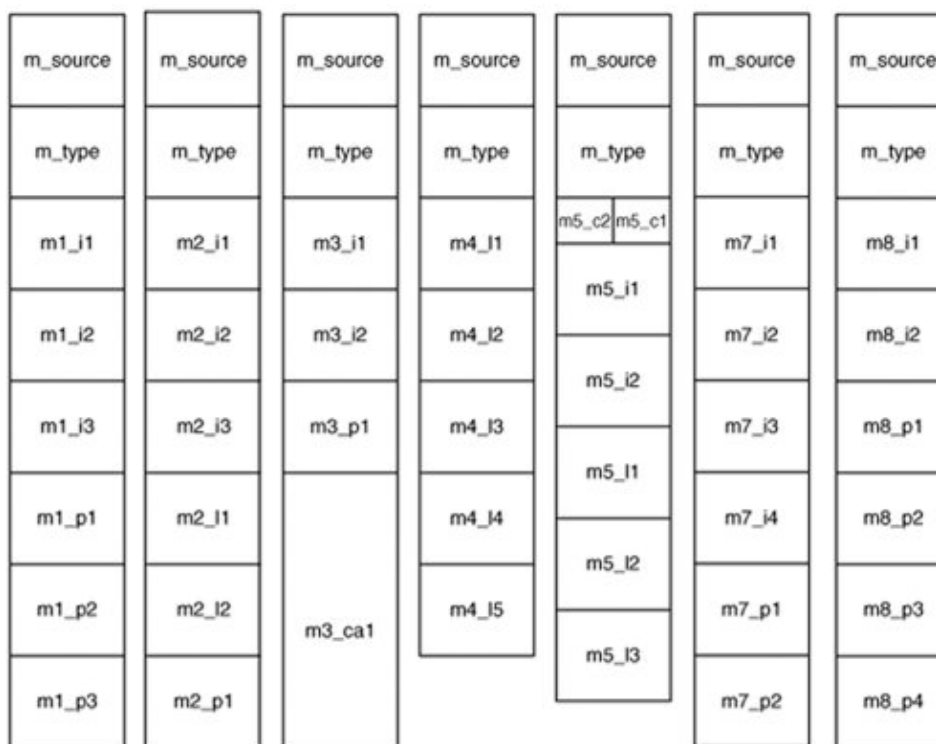 m_source m_source m_source m_source m_source m_source m_source
m_type m_type m_type m_type m_type m_type m_type
m1_i1 m2_i1 m3_i1 m4_l1 m5_c2 m5_c1 m7_i1 m8_i1
m5_i1
m1_i2 m2_i2 m3_i2 m4_l2 m7_i2 m8_i2
m5_i2
m1_i3 m2_i3 m3_p1 m4_l3 m7_i3 m8_p1
m5_l1
m1_p1 m2_l1 m4_l4 m7_i4 m8_p2
m5_l2
m1_p2 m2_l2 m4_l5 m7_p1 m8_p3
m3_ca1
m5_l3
m1_p3 m2_p1 m7_p2 m8_p4